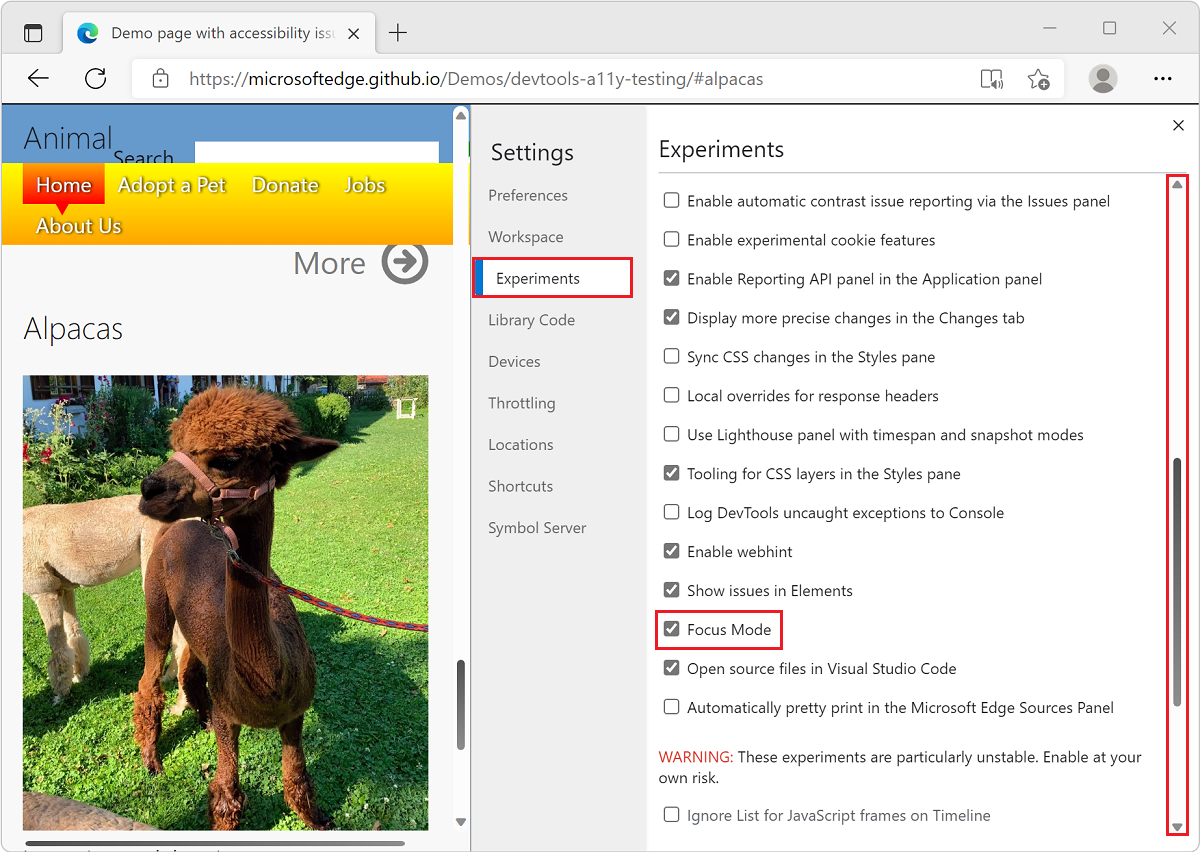 Demo page with accessibility issu
https://microsoftedge.github.io/Demos/devtools-a11y-testing/#alpacas
Animal
Search
Home Adopt a Pet Donate Jobs
About Us
More
Alpacas
Settings
Preferences
Workspace
Experiments
Library Code
Devices
Throttling
Locations
Shortcuts
Symbol Server
Experiments
Enable automatic contrast issue reporting via the Issues panel
Enable experimental cookie features
Enable Reporting API panel in the Application panel
Display more precise changes in the Changes tab
Sync CSS changes in the Styles pane
Local overrides for response headers
Use Lighthouse panel with timespan and snapshot modes
Tooling for CSS layers in the Styles pane
Log DevTools uncaught exceptions to Console
Enable webhint
Show issues in Elements
Focus Mode
Open source files in Visual Studio Code
Automatically pretty print in the Microsoft Edge Sources Panel
WARNING: These experiments are particularly unstable. Enable at your
own risk.
Ignore List for JavaScript frames on Timeline